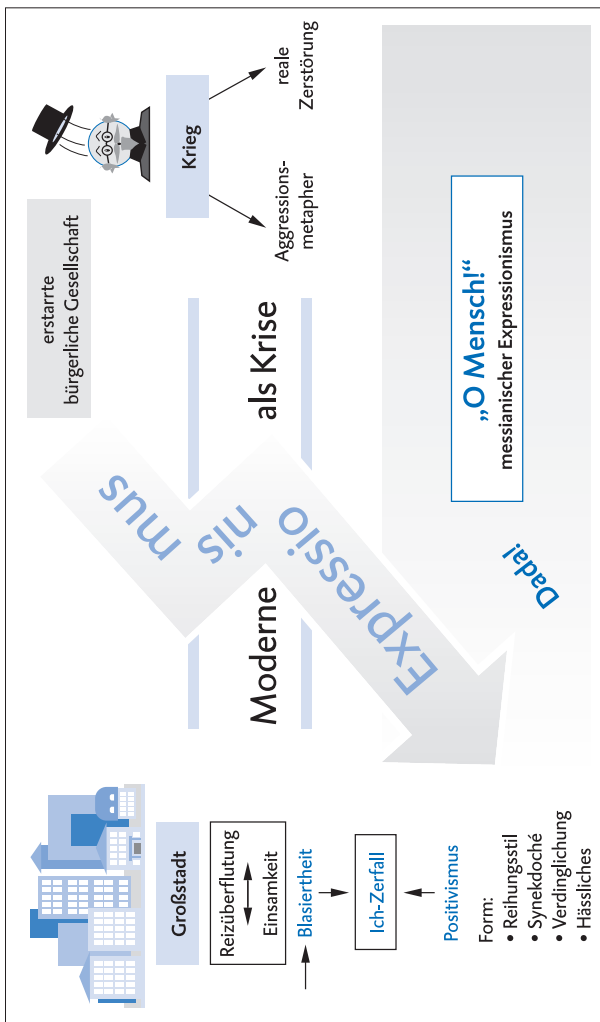 Großstadt
Reizüberflutung
Einsamkeit
Blasiertheit
Ich-Zerfall
Positivismus
Form:
• Reihungsstil
• Synekdoché
• Verdinglichung
• Hässliches
Moderne
als Krise
Expressio
nis
mus
erstarrte
bürgerliche Gesellschaft
Krieg
Aggressions-
metapher
reale
Zerstörung
Dada!
„O Mensch!“
messianischer Expressionismus